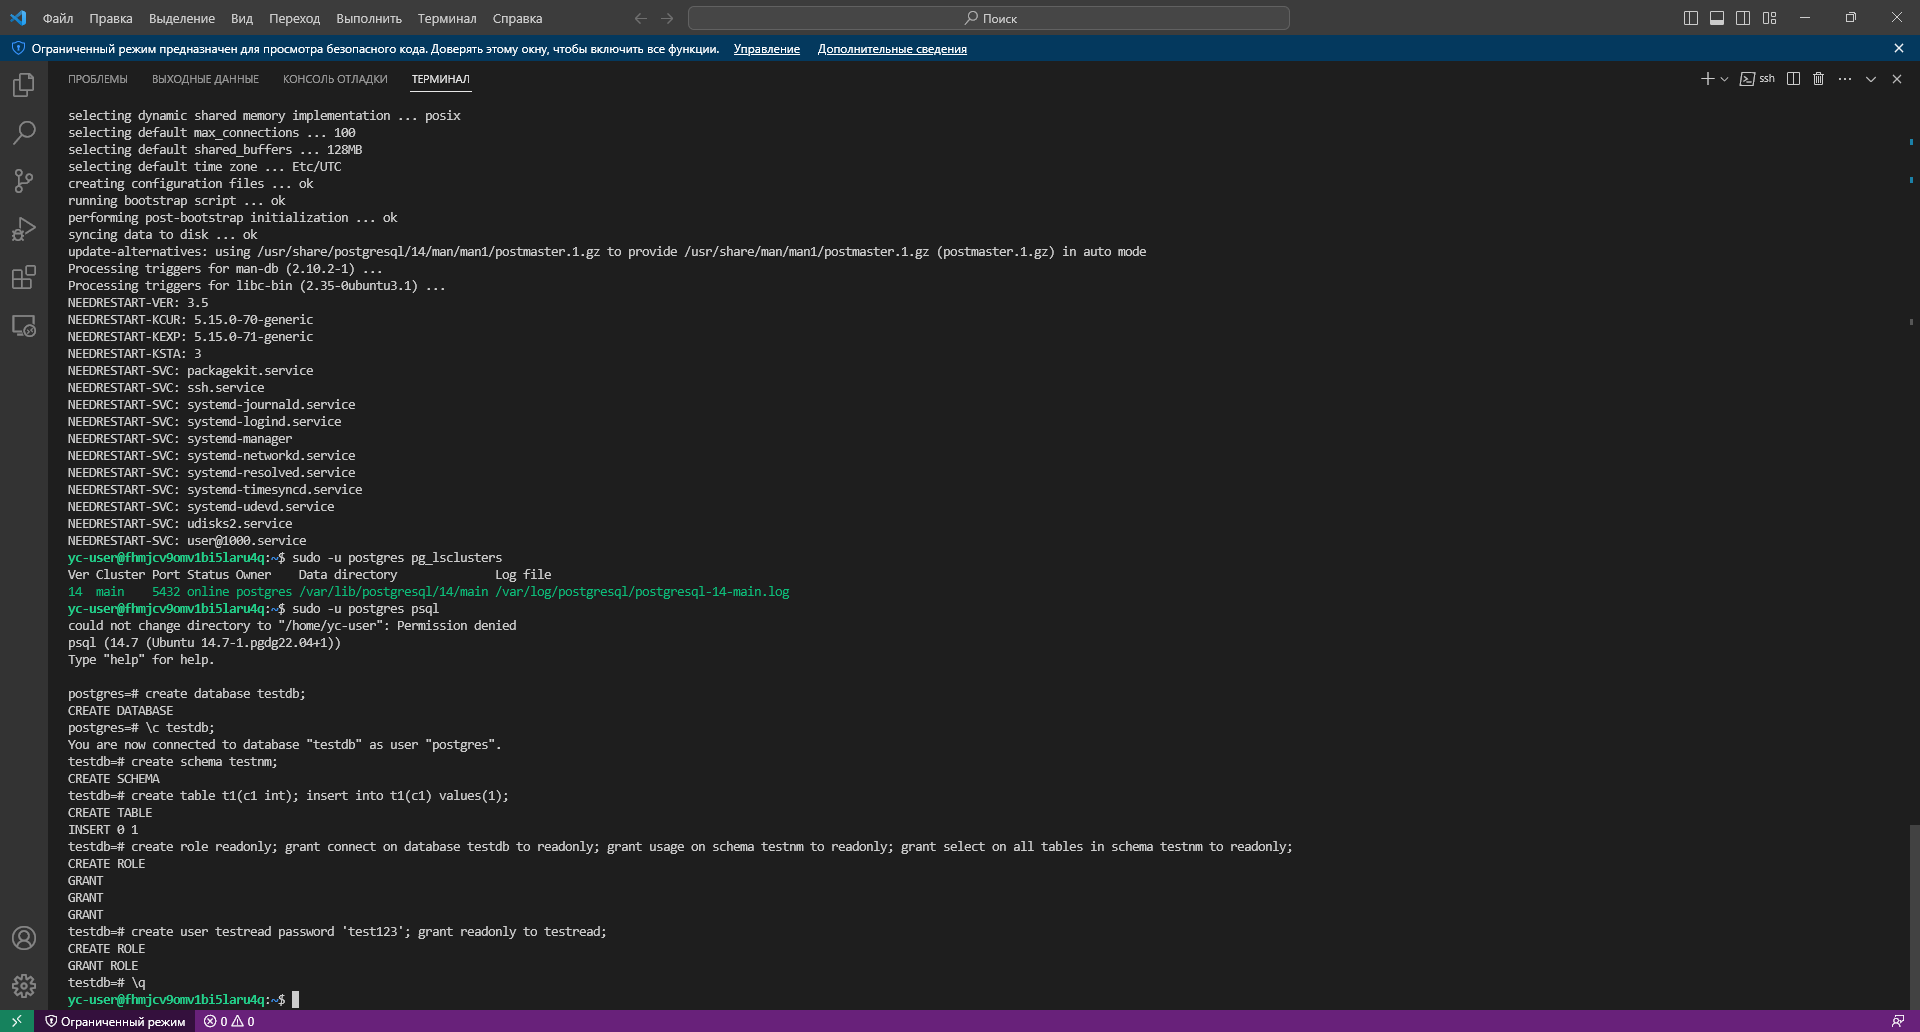 Файл Правка Выделение Вид Переход Выполнить Терминал Справка
Поиск
Ограниченный режим предназначен для просмотра безопасного кода. Доверять этому окну, чтобы включить все функции. Управление Дополнительные сведения
ПРОБЛЕМЫ ВЫХОДНЫЕ ДАННЫЕ КОНСОЛЬ ОТЛАДКИ ТЕРМИНАЛ
ssh
selecting dynamic shared memory implementation ... posix
selecting default max_connections ... 100
selecting default shared_buffers ... 128MB
selecting default time zone ... Etc/UTC
creating configuration files ... ok
running bootstrap script ... ok
performing post-bootstrap initialization ... ok
syncing data to disk ... ok
update-alternatives: using /usr/share/postgresql/14/man/man1/postmaster.1.gz to provide /usr/share/man/man1/postmaster.1.gz (postmaster.1.gz) in auto mode
Processing triggers for man-db (2.10.2-1) ...
Processing triggers for libc-bin (2.35-0ubuntu3.1) ...
NEEDRESTART-VER: 3.5
NEEDRESTART-KCUR: 5.15.0-70-generic
NEEDRESTART-KEXP: 5.15.0-71-generic
NEEDRESTART-KSTA: 3
NEEDRESTART-SVC: packagekit.service
NEEDRESTART-SVC: ssh.service
NEEDRESTART-SVC: systemd-journald.service
NEEDRESTART-SVC: systemd-logind.service
NEEDRESTART-SVC: systemd-manager
NEEDRESTART-SVC: systemd-networkd.service
NEEDRESTART-SVC: systemd-resolved.service
NEEDRESTART-SVC: systemd-timesyncd.service
NEEDRESTART-SVC: systemd-udevd.service
NEEDRESTART-SVC: udisks2.service
NEEDRESTART-SVC: user@1000.service
yc-user@fhmjcv9omv1bi5laru4q:~$ sudo -u postgres pg_lsclusters
Ver Cluster Port Status Owner    Data directory              Log file
14  main    5432 online postgres /var/lib/postgresql/14/main /var/log/postgresql/postgresql-14-main.log
yc-user@fhmjcv9omv1bi5laru4q:~$ sudo -u postgres psql
could not change directory to "/home/yc-user": Permission denied
psql (14.7 (Ubuntu 14.7-1.pgdg22.04+1))
Type "help" for help.
postgres=# create database testdb;
CREATE DATABASE
postgres=# \c testdb;
You are now connected to database "testdb" as user "postgres".
testdb=# create schema testnm;
CREATE SCHEMA
testdb=# create table t1(c1 int); insert into t1(c1) values(1);
CREATE TABLE
INSERT 0 1
testdb=# create role readonly; grant connect on database testdb to readonly; grant usage on schema testnm to readonly; grant select on all tables in schema testnm to readonly;
CREATE ROLE
GRANT
GRANT
GRANT
testdb=# create user testread password 'test123'; grant readonly to testread;
CREATE ROLE
GRANT ROLE
testdb=# \q
yc-user@fhmjcv9omv1bi5laru4q:~$
Ограниченный режим 0 0